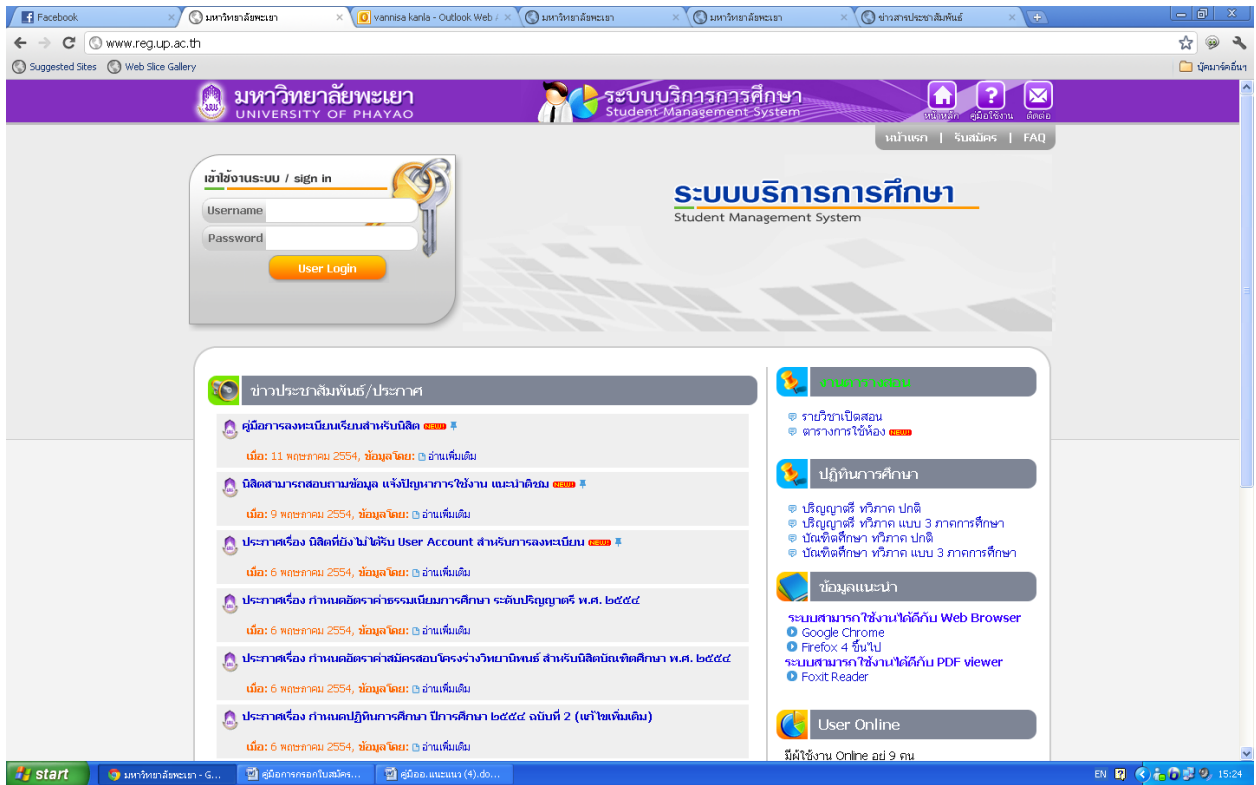 Facebook
มหาวิทยาลัยพะเยา
vannisa kanla - Outlook Web
มหาวิทยาลัยพะเยา
มหาวิทยาลัยพะเยา
ข่าวสารประชาสัมพันธ์
www.reg.up.ac.th
Suggested Sites
Web Slice Gallery
บุ๊คมาร์คอื่นๆ
มหาวิทยาลัยพะเยา
UNIVERSITY OF PHAYAO
ระบบบริการการศึกษา
Student Management System
หน้าหลัก
คู่มือใช้งาน
ติดต่อ
หน้าแรก | รับสมัคร | FAQ
เข้าใช้งานระบบ / sign in
Username
Password
User Login
ระบบบริการการศึกษา
Student Management System
ข่าวประชาสัมพันธ์/ประกาศ
คู่มือการลงทะเบียนเรียนสำหรับนิสิต NEW!!
เมื่อ: 11 พฤษภาคม 2554, ข้อมูลโดย: อ่านเพิ่มเติม
นิสิตสามารถสอบถามข้อมูล แจ้งปัญหาการใช้งาน แนะนำติชม NEW!!
เมื่อ: 9 พฤษภาคม 2554, ข้อมูลโดย: อ่านเพิ่มเติม
ประกาศเรื่อง นิสิตที่ยังไม่ได้รับ User Account สำหรับการลงทะเบียน NEW!!
เมื่อ: 6 พฤษภาคม 2554, ข้อมูลโดย: อ่านเพิ่มเติม
ประกาศเรื่อง กำหนดอัตราค่าธรรมเนียมการศึกษา ระดับปริญญาตรี พ.ศ. ๒๕๕๔
เมื่อ: 6 พฤษภาคม 2554, ข้อมูลโดย: อ่านเพิ่มเติม
ประกาศเรื่อง กำหนดอัตราค่าสมัครสอบโครงร่างวิทยานิพนธ์ สำหรับนิสิตบัณฑิตศึกษา พ.ศ. ๒๕๕๔
เมื่อ: 6 พฤษภาคม 2554, ข้อมูลโดย: อ่านเพิ่มเติม
ประกาศเรื่อง กำหนดปฏิทินการศึกษา ปีการศึกษา ๒๕๕๔ ฉบับที่ 2 (แก้ไขเพิ่มเติม)
เมื่อ: 6 พฤษภาคม 2554, ข้อมูลโดย: อ่านเพิ่มเติม
งานตารางสอน
รายวิชาเปิดสอน
ตารางการใช้ห้อง NEW!!
ปฏิทินการศึกษา
ปริญญาตรี ทวิภาค ปกติ
ปริญญาตรี ทวิภาค แบบ 3 ภาคการศึกษา
บัณฑิตศึกษา ทวิภาค ปกติ
บัณฑิตศึกษา ทวิภาค แบบ 3 ภาคการศึกษา
ข้อมูลแนะนำ
ระบบสามารถใช้งานได้ดีกับ Web Browser
Google Chrome
Firefox 4 ขึ้นไป
ระบบสามารถใช้งานได้ดีกับ PDF viewer
Foxit Reader
User Online
มีผู้ใช้งาน Online อยู่ 9 คน
start
มหาวิทยาลัยพะเยา - G...
คู่มือการกรอกใบสมัคร...
คู่มืออ.แนะแนว (4).do...
EN
15:24